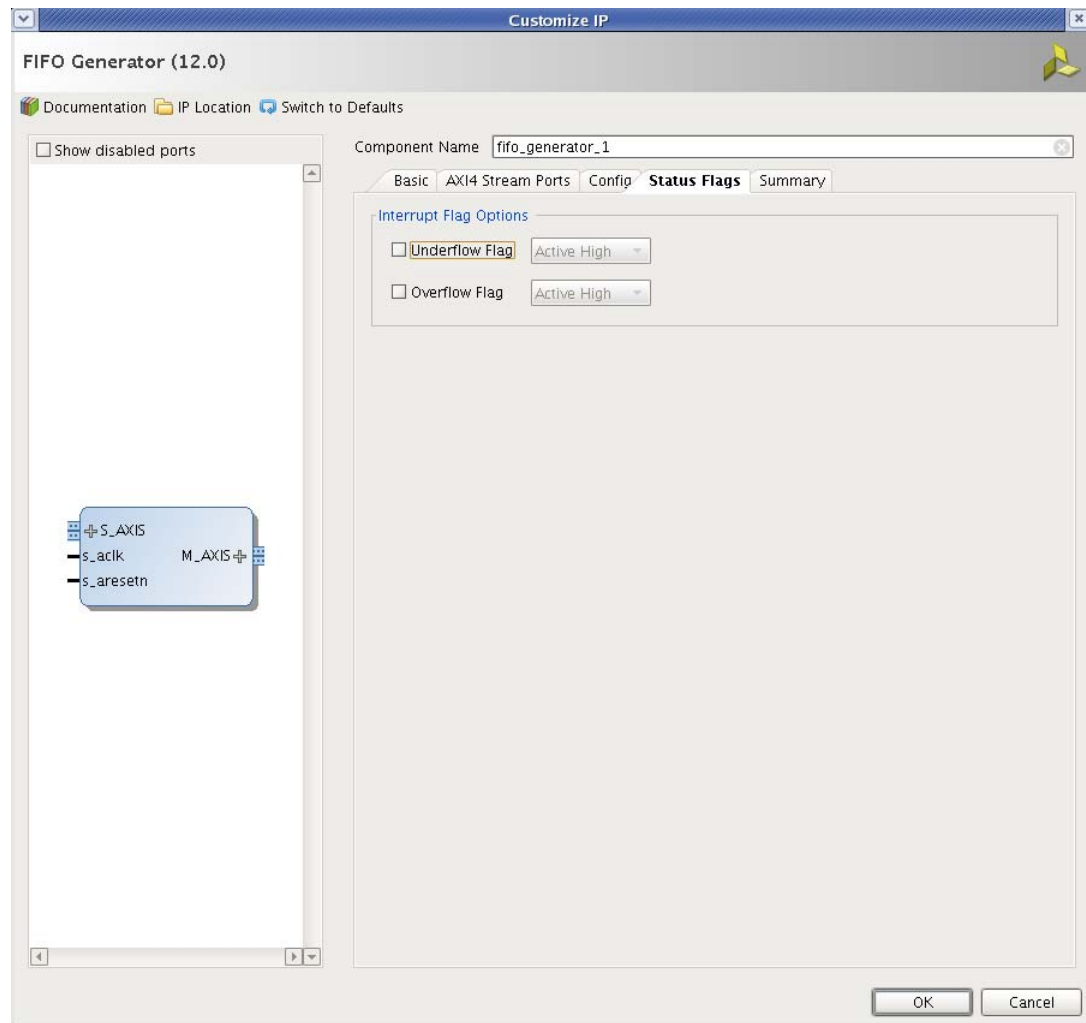 Customize IP
FIFO Generator (12.0)
Documentation IP Location Switch to Defaults
Show disabled ports
Component Name fifo_generator_1
Basic AXI4 Stream Ports Config Status Flags Summary
Interrupt Flag Options
Underflow Flag Active High
Overflow Flag Active High
S_AXIS
s_aclk M_AXIS
s_aresetn
OK Cancel